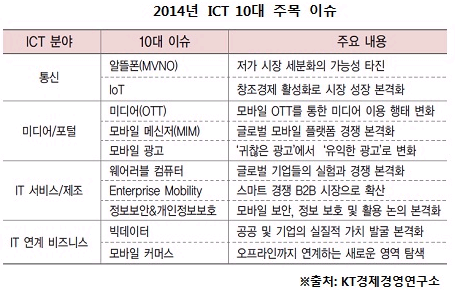 2014년 ICT 10대 주목 이슈
ICT 분야 10대 이슈 주요 내용
통신 알뜰폰(MVNO) 저가 시장 세분화의 가능성 타진
IoT 창조경제 활성화로 시장 성장 본격화
미디어/포털 미디어(OTT) 모바일 OTT를 통한 미디어 이용 행태 변화
모바일 메신저(MIM) 글로벌 모바일 플랫폼 경쟁 본격화
모바일 광고 '귀찮은 광고'에서 '유익한 광고'로 변화
IT 서비스/제조 웨어러블 컴퓨터 글로벌 기업들의 실험과 경쟁 본격화
Enterprise Mobility 스마트 경쟁 B2B 시장으로 확산
정보보안&개인정보보호 모바일 보안, 정보 보호 및 활용 논의 본격화
IT 연계 비즈니스 빅데이터 공공 및 기업의 실질적 가치 발굴 본격화
모바일 커머스 오프라인까지 연계하는 새로운 영역 탐색
※출처: KT경제경영연구소